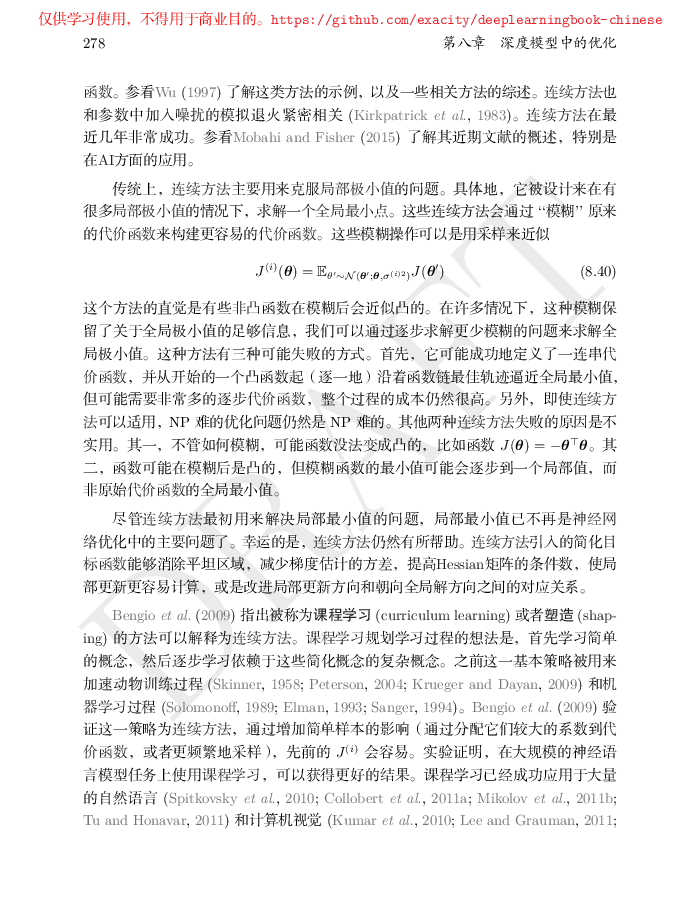 仅供学习使用，不得用于商业目的。https://github.com/exacity/deeplearningbook-chinese
278 第八章 深度模型中的优化
函数。参看Wu (1997) 了解这类方法的示例，以及一些相关方法的综述。连续方法也
和参数中加入噪扰的模拟退火紧密相关 (Kirkpatrick et al., 1983)。连续方法在最
近几年非常成功。参看Mobahi and Fisher (2015) 了解其近期文献的概述，特别是
在AI方面的应用。
传统上，连续方法主要用来克服局部极小值的问题。具体地，它被设计来在有
很多局部极小值的情况下，求解一个全局最小点。这些连续方法会通过 “模糊” 原来
的代价函数来构建更容易的代价函数。这些模糊操作可以是用采样来近似
J⁽ⁱ⁾(θ) = 𝔼_{θ′∼N(θ′;θ,σ⁽ⁱ⁾²)} J(θ′) (8.40)
这个方法的直觉是有些非凸函数在模糊后会近似凸的。在许多情况下，这种模糊保
留了关于全局极小值的足够信息，我们可以通过逐步求解更少模糊的问题来求解全
局极小值。这种方法有三种可能失败的方式。首先，它可能成功地定义了一连串代
价函数，并从开始的一个凸函数起（逐一地）沿着函数链最佳轨迹逼近全局最小值，
但可能需要非常多的逐步代价函数，整个过程的成本仍然很高。另外，即使连续方
法可以适用，NP 难的优化问题仍然是 NP 难的。其他两种连续方法失败的原因是不
实用。其一，不管如何模糊，可能函数没法变成凸的，比如函数 J(θ) = −θ⊤θ。其
二，函数可能在模糊后是凸的，但模糊函数的最小值可能会逐步到一个局部值，而
非原始代价函数的全局最小值。
尽管连续方法最初用来解决局部最小值的问题，局部最小值已不再是神经网
络优化中的主要问题了。幸运的是，连续方法仍然有所帮助。连续方法引入的简化目
标函数能够消除平坦区域，减少梯度估计的方差，提高Hessian矩阵的条件数，使局
部更新更容易计算，或是改进局部更新方向和朝向全局解方向之间的对应关系。
Bengio et al. (2009) 指出被称为课程学习 (curriculum learning) 或者塑造 (shap-
ing) 的方法可以解释为连续方法。课程学习规划学习过程的想法是，首先学习简单
的概念，然后逐步学习依赖于这些简化概念的复杂概念。之前这一基本策略被用来
加速动物训练过程 (Skinner, 1958; Peterson, 2004; Krueger and Dayan, 2009) 和机
器学习过程 (Solomonoff, 1989; Elman, 1993; Sanger, 1994)。Bengio et al. (2009) 验
证这一策略为连续方法，通过增加简单样本的影响（通过分配它们较大的系数到代
价函数，或者更频繁地采样），先前的 J⁽ⁱ⁾ 会容易。实验证明，在大规模的神经语
言模型任务上使用课程学习，可以获得更好的结果。课程学习已经成功应用于大量
的自然语言 (Spitkovsky et al., 2010; Collobert et al., 2011a; Mikolov et al., 2011b;
Tu and Honavar, 2011) 和计算机视觉 (Kumar et al., 2010; Lee and Grauman, 2011;
DRAFT